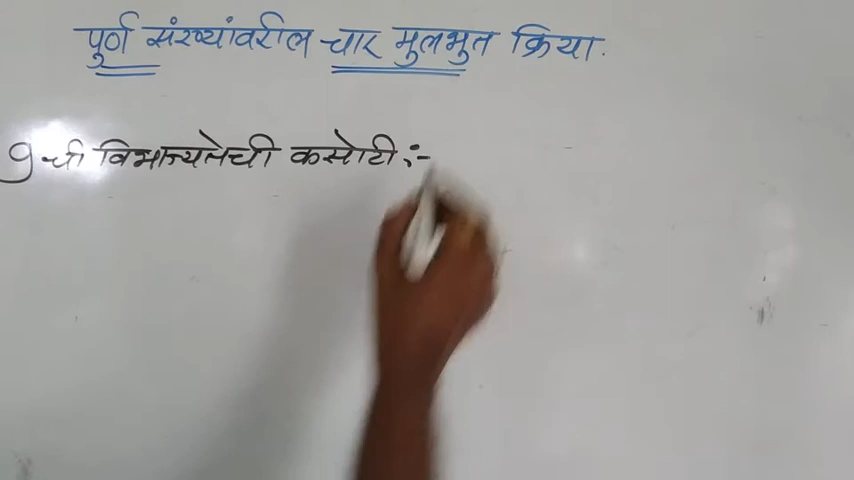 पुर्ण संख्यांवरील चार मुलभुत क्रिया.
9 ची विभाज्यतेची कसोटी :-